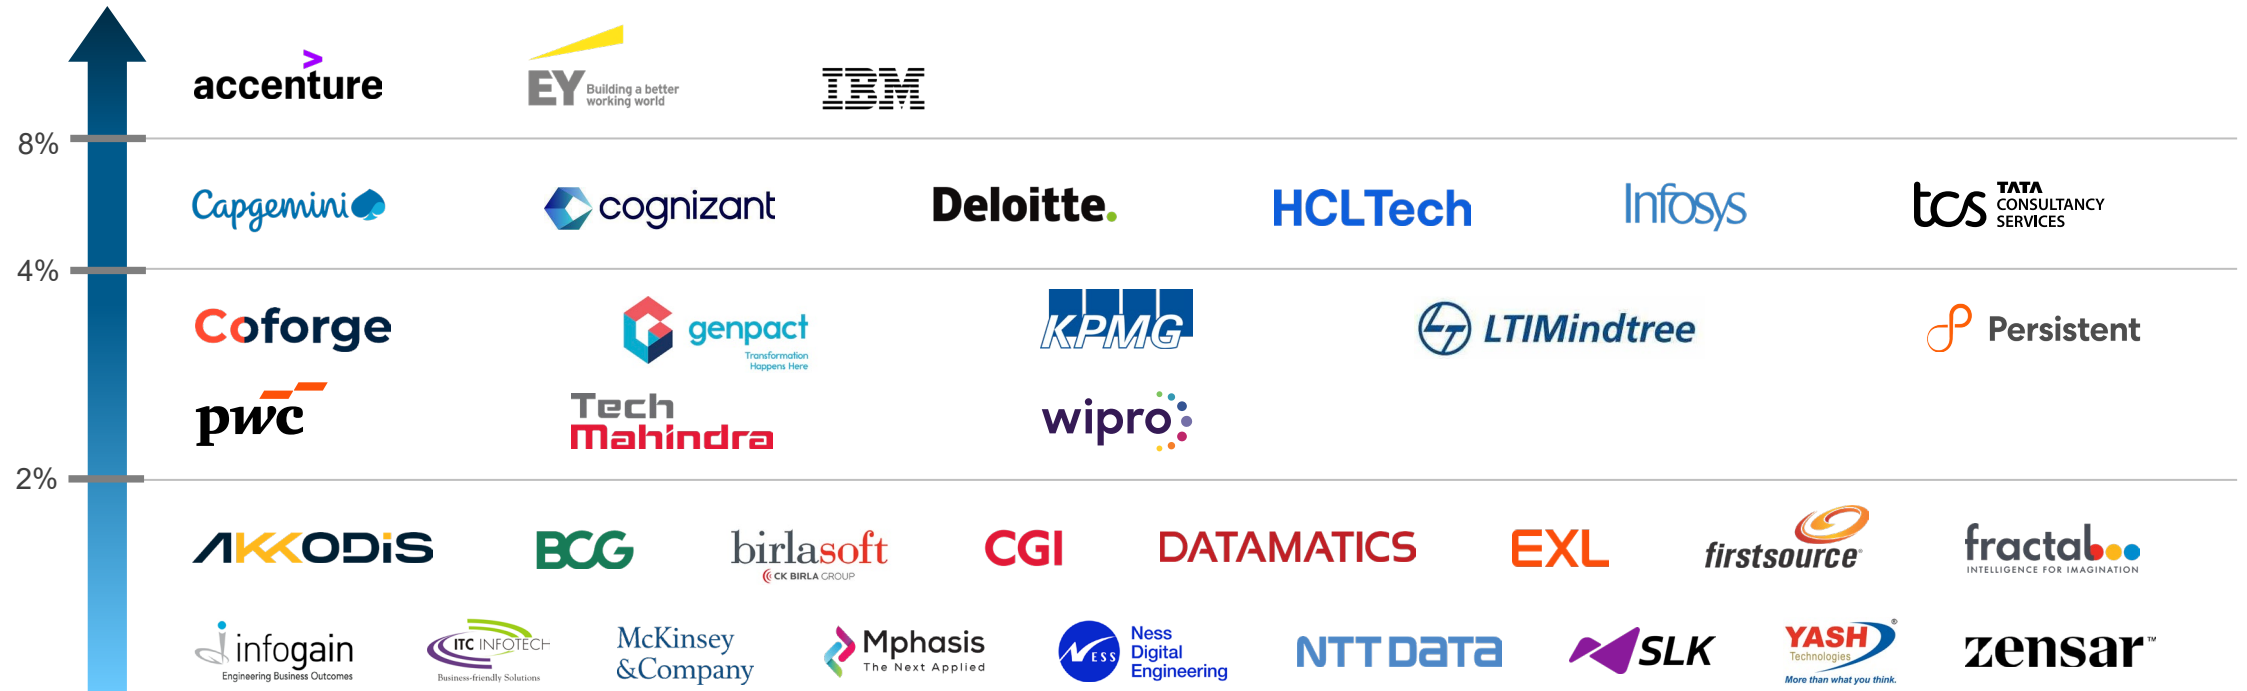 accenture
EY Building a better
working world
IBM
8%
Capgemini
cognizant
Deloitte.
HCLTech
Infosys
tcs TATA
CONSULTANCY
SERVICES
4%
Coforge
genpact
Transformation
Happens Here
KPMG
LTIMindtree
Persistent
pwc
Tech
Mahindra
wipro
2%
AKKODiS
BCG
birlasoft
CK BIRLA GROUP
CGI
DATAMATICS
EXL
firstsource
fractal
INTELLIGENCE FOR IMAGINATION
infogain
Engineering Business Outcomes
ITC INFOTECH
Business-friendly Solutions
McKinsey
&Company
Mphasis
The Next Applied
NESS
Ness
Digital
Engineering
NTT DATA
SLK
YASH®
Technologies
More than what you think.
zensar™